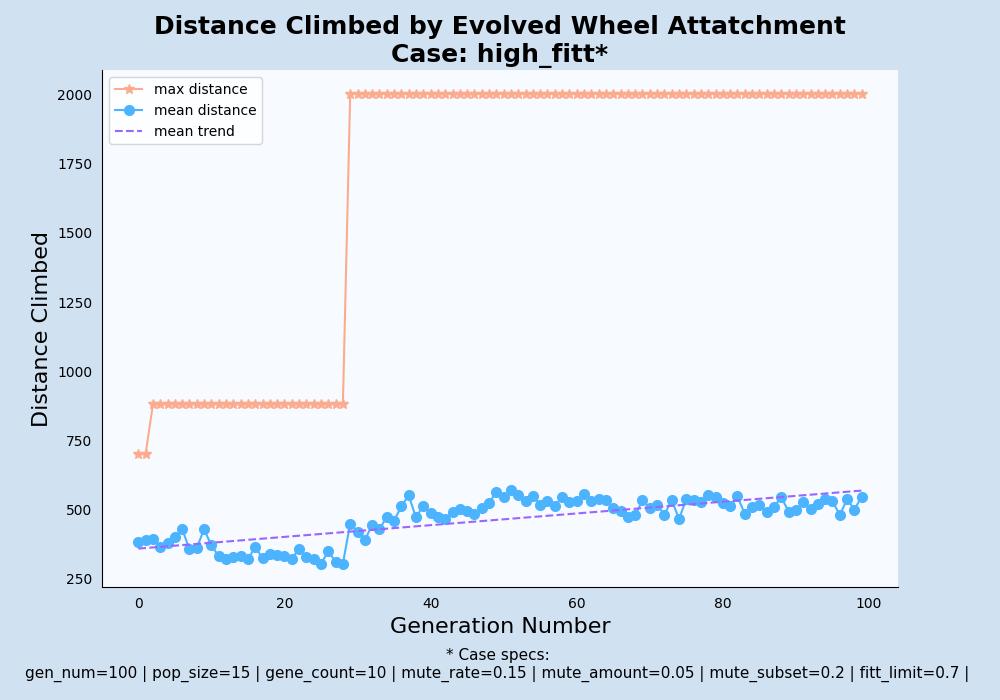 Distance Climbed by Evolved Wheel Attatchment
Case: high_fitt*
max distance
mean distance
mean trend
2000
1750
1500
1250
1000
750
500
250
Distance Climbed
0 20 40 60 80 100
Generation Number
* Case specs:
gen_num=100 | pop_size=15 | gene_count=10 | mute_rate=0.15 | mute_amount=0.05 | mute_subset=0.2 | fitt_limit=0.7 |